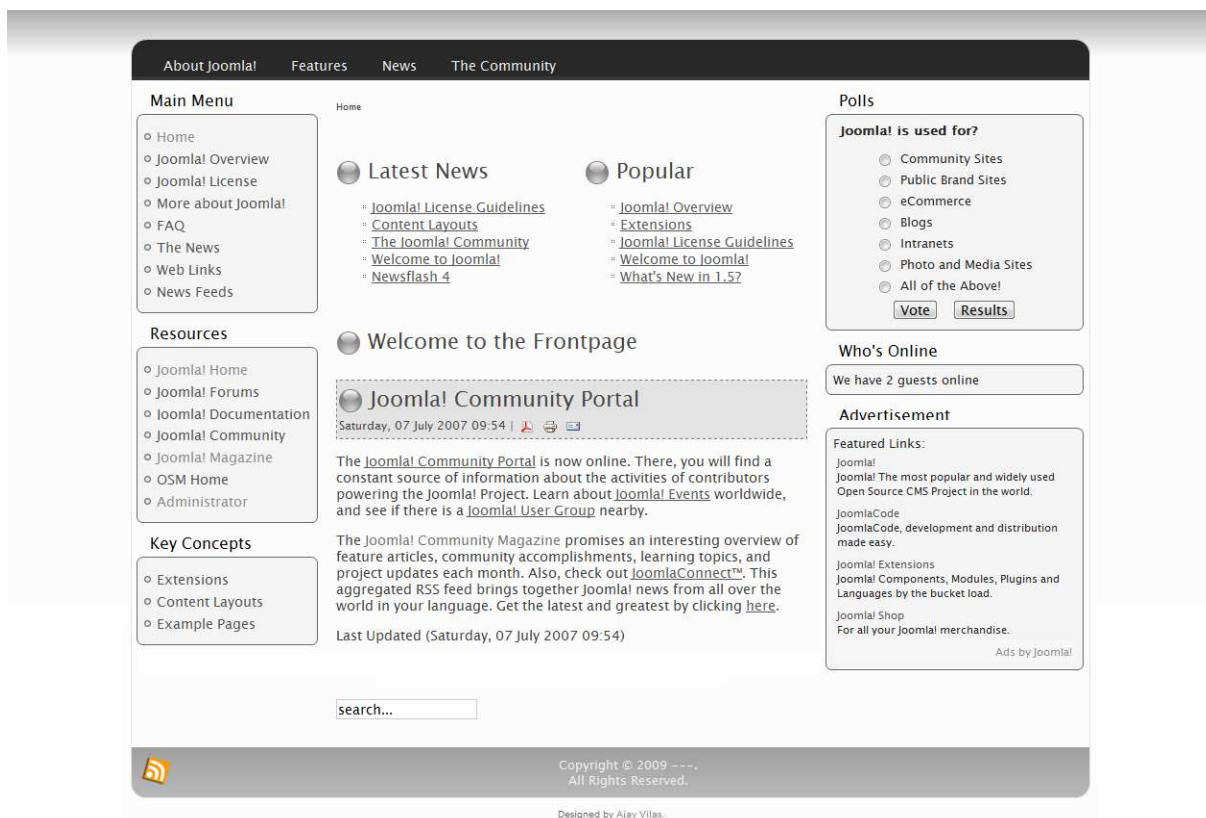 About Joomla! Features News The Community
Main Menu
Home
Joomla! Overview
Joomla! License
More about Joomla!
FAQ
The News
Web Links
News Feeds
Resources
Joomla! Home
Joomla! Forums
Joomla! Documentation
Joomla! Community
Joomla! Magazine
OSM Home
Administrator
Key Concepts
Extensions
Content Layouts
Example Pages
Home
Latest News
Joomla! License Guidelines
Content Layouts
The Joomla! Community
Welcome to Joomla!
Newsflash 4
Popular
Joomla! Overview
Extensions
Joomla! License Guidelines
Welcome to Joomla!
What's New in 1.5?
Welcome to the Frontpage
Joomla! Community Portal
Saturday, 07 July 2007 09:54 |
The Joomla! Community Portal is now online. There, you will find a
constant source of information about the activities of contributors
powering the Joomla! Project. Learn about Joomla! Events worldwide,
and see if there is a Joomla! User Group nearby.
The Joomla! Community Magazine promises an interesting overview of
feature articles, community accomplishments, learning topics, and
project updates each month. Also, check out JoomlaConnect™. This
aggregated RSS feed brings together Joomla! news from all over the
world in your language. Get the latest and greatest by clicking here.
Last Updated (Saturday, 07 July 2007 09:54)
search...
Polls
Joomla! is used for?
Community Sites
Public Brand Sites
eCommerce
Blogs
Intranets
Photo and Media Sites
All of the Above!
Vote Results
Who's Online
We have 2 guests online
Advertisement
Featured Links:
Joomla!
Joomla! The most popular and widely used
Open Source CMS Project in the world.
JoomlaCode
JoomlaCode, development and distribution
made easy.
Joomla! Extensions
Joomla! Components, Modules, Plugins and
Languages by the bucket load.
Joomla! Shop
For all your Joomla! merchandise.
Ads by Joomla!
Copyright © 2009 ---.
All Rights Reserved.
Designed by Ajay Vilas.